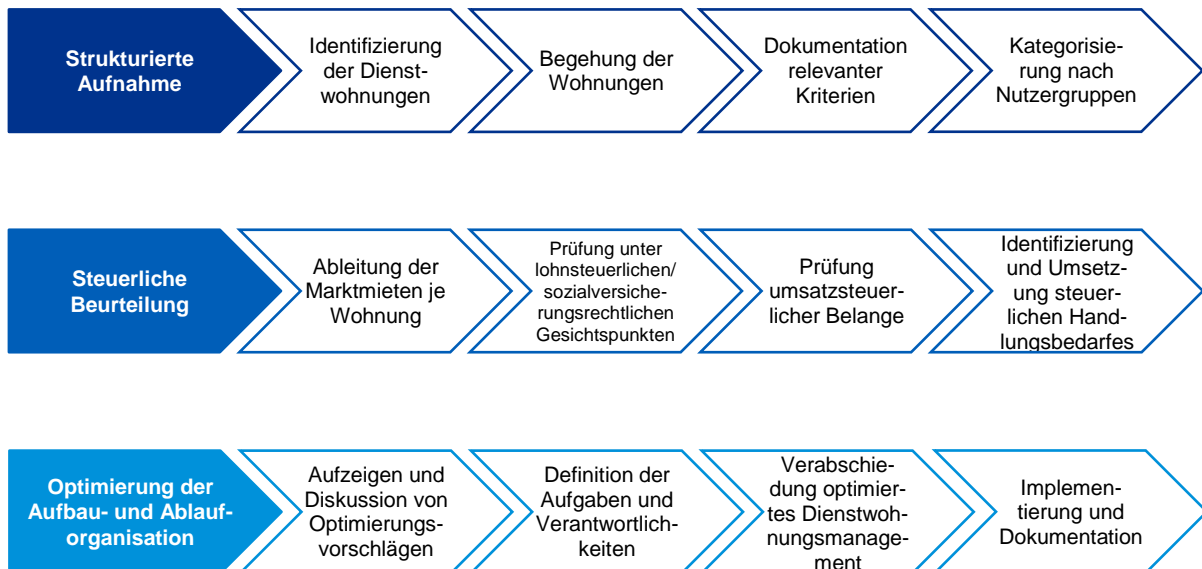 Strukturierte
Aufnahme
Identifizierung
der Dienst-
wohnungen
Begehung der
Wohnungen
Dokumentation
relevanter
Kriterien
Kategorisie-
rung nach
Nutzergruppen
Steuerliche
Beurteilung
Ableitung der
Marktmieten je
Wohnung
Prüfung unter
lohnsteuerlichen/
sozialversiche-
rungsrechtlichen
Gesichtspunkten
Prüfung
umsatzsteuer-
licher Belange
Identifizierung
und Umsetz-
ung steuer-
lichen Hand-
lungsbedarfes
Optimierung der
Aufbau- und Ablauf-
organisation
Aufzeigen und
Diskussion von
Optimierungs-
vorschlägen
Definition der
Aufgaben und
Verantwortlich-
keiten
Verabschie-
dung optimier-
tes Dienstwoh-
nungsmanage-
ment
Implemen-
tierung und
Dokumentation